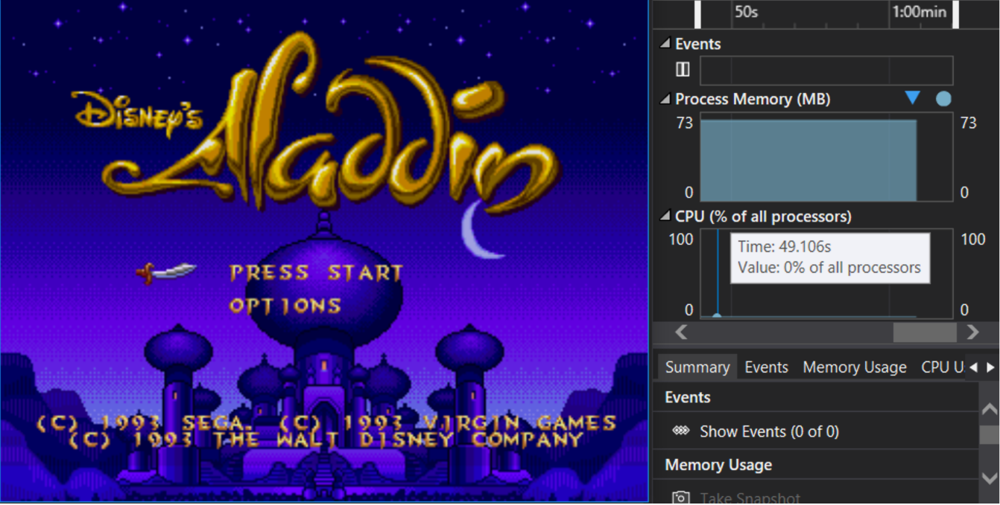 DISNEY'S
Aladdin
PRESS START
OPTIONS
(C) 1993 SEGA. (C) 1993 VIRGIN GAMES
(C) 1993 THE WALT DISNEY COMPANY
50s 1:00min
Events
Process Memory (MB)
73 73
0 0
CPU (% of all processors)
100 100
Time: 49.106s
Value: 0% of all processors
0 0
Summary Events Memory Usage CPU U
Events
Show Events (0 of 0)
Memory Usage
Take Snapshot